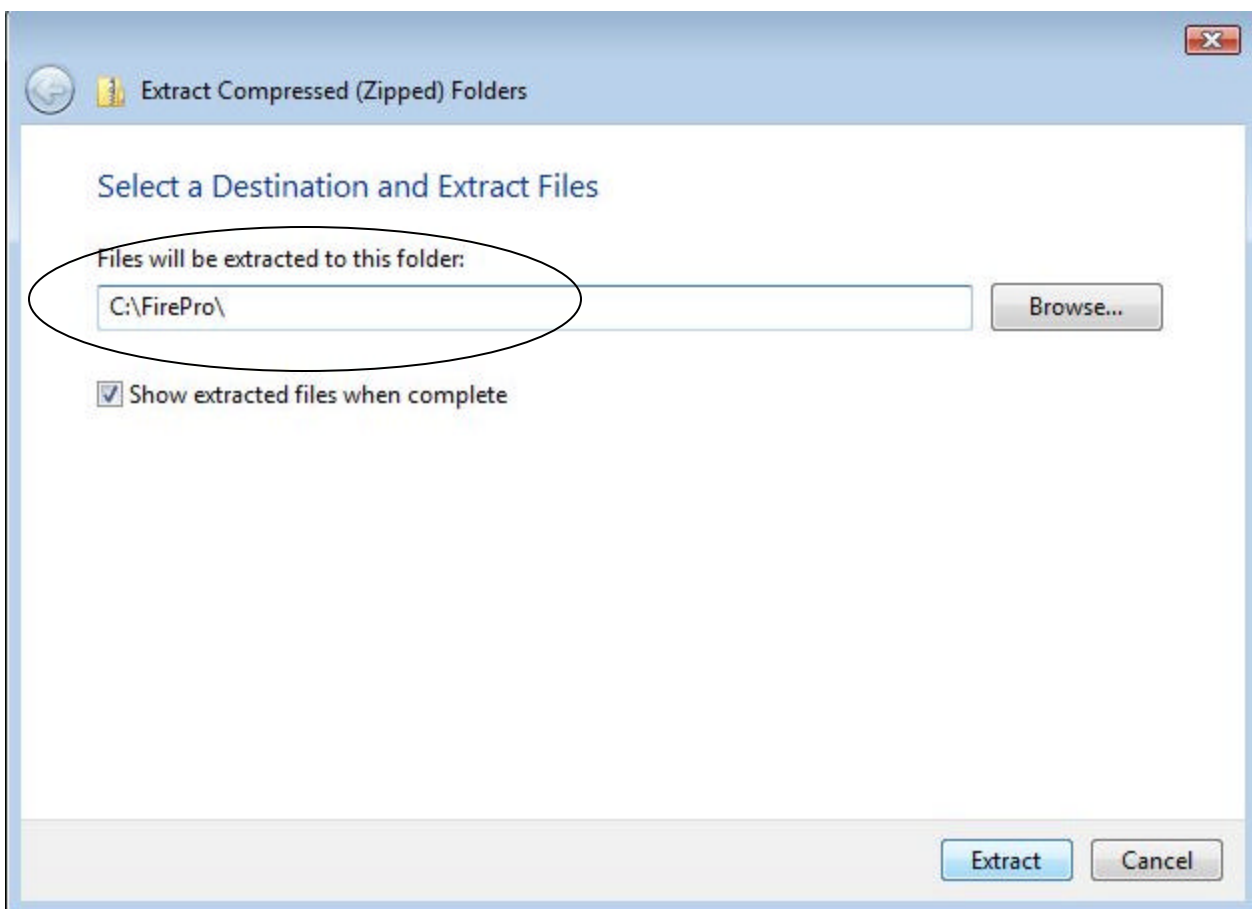 Extract Compressed (Zipped) Folders
Select a Destination and Extract Files
Files will be extracted to this folder:
C:\FirePro\
Browse...
Show extracted files when complete
Extract
Cancel